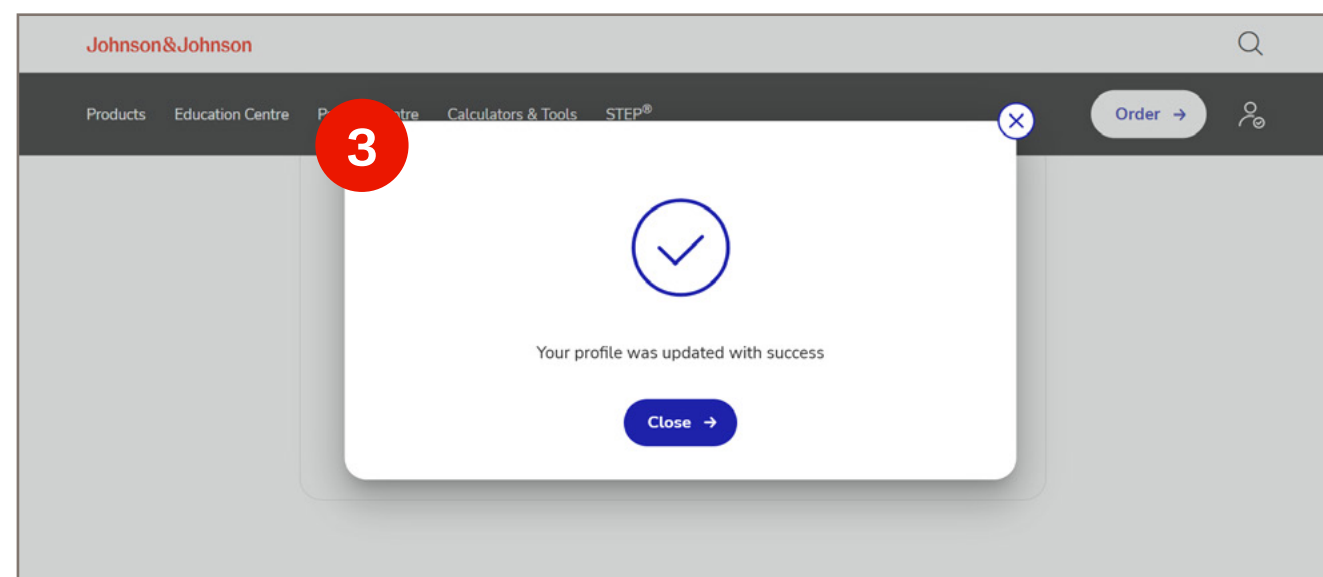 Johnson&Johnson
Products Education Centre Calculators & Tools STEP® Order →
3
Your profile was updated with success
Close →